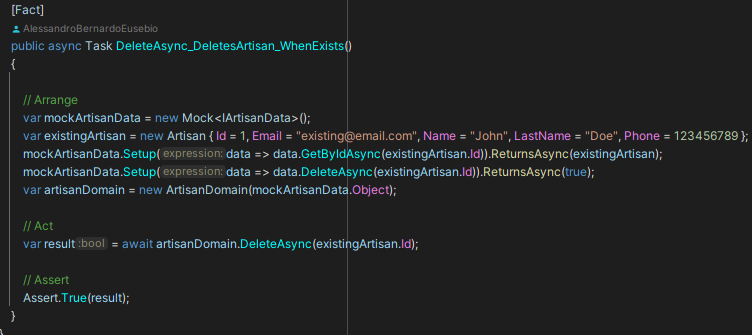 [Fact]
AlessandroBernardoEusebio
public async Task DeleteAsync_DeletesArtisan_WhenExists()
{
// Arrange
var mockArtisanData = new Mock<IArtisanData>();
var existingArtisan = new Artisan { Id = 1, Email = "existing@email.com", Name = "John", LastName = "Doe", Phone = 123456789 };
mockArtisanData.Setup( expression: data => data.GetByIdAsync(existingArtisan.Id)).ReturnsAsync(existingArtisan);
mockArtisanData.Setup( expression: data => data.DeleteAsync(existingArtisan.Id)).ReturnsAsync(true);
var artisanDomain = new ArtisanDomain(mockArtisanData.Object);
// Act
var result :bool = await artisanDomain.DeleteAsync(existingArtisan.Id);
// Assert
Assert.True(result);
}
}